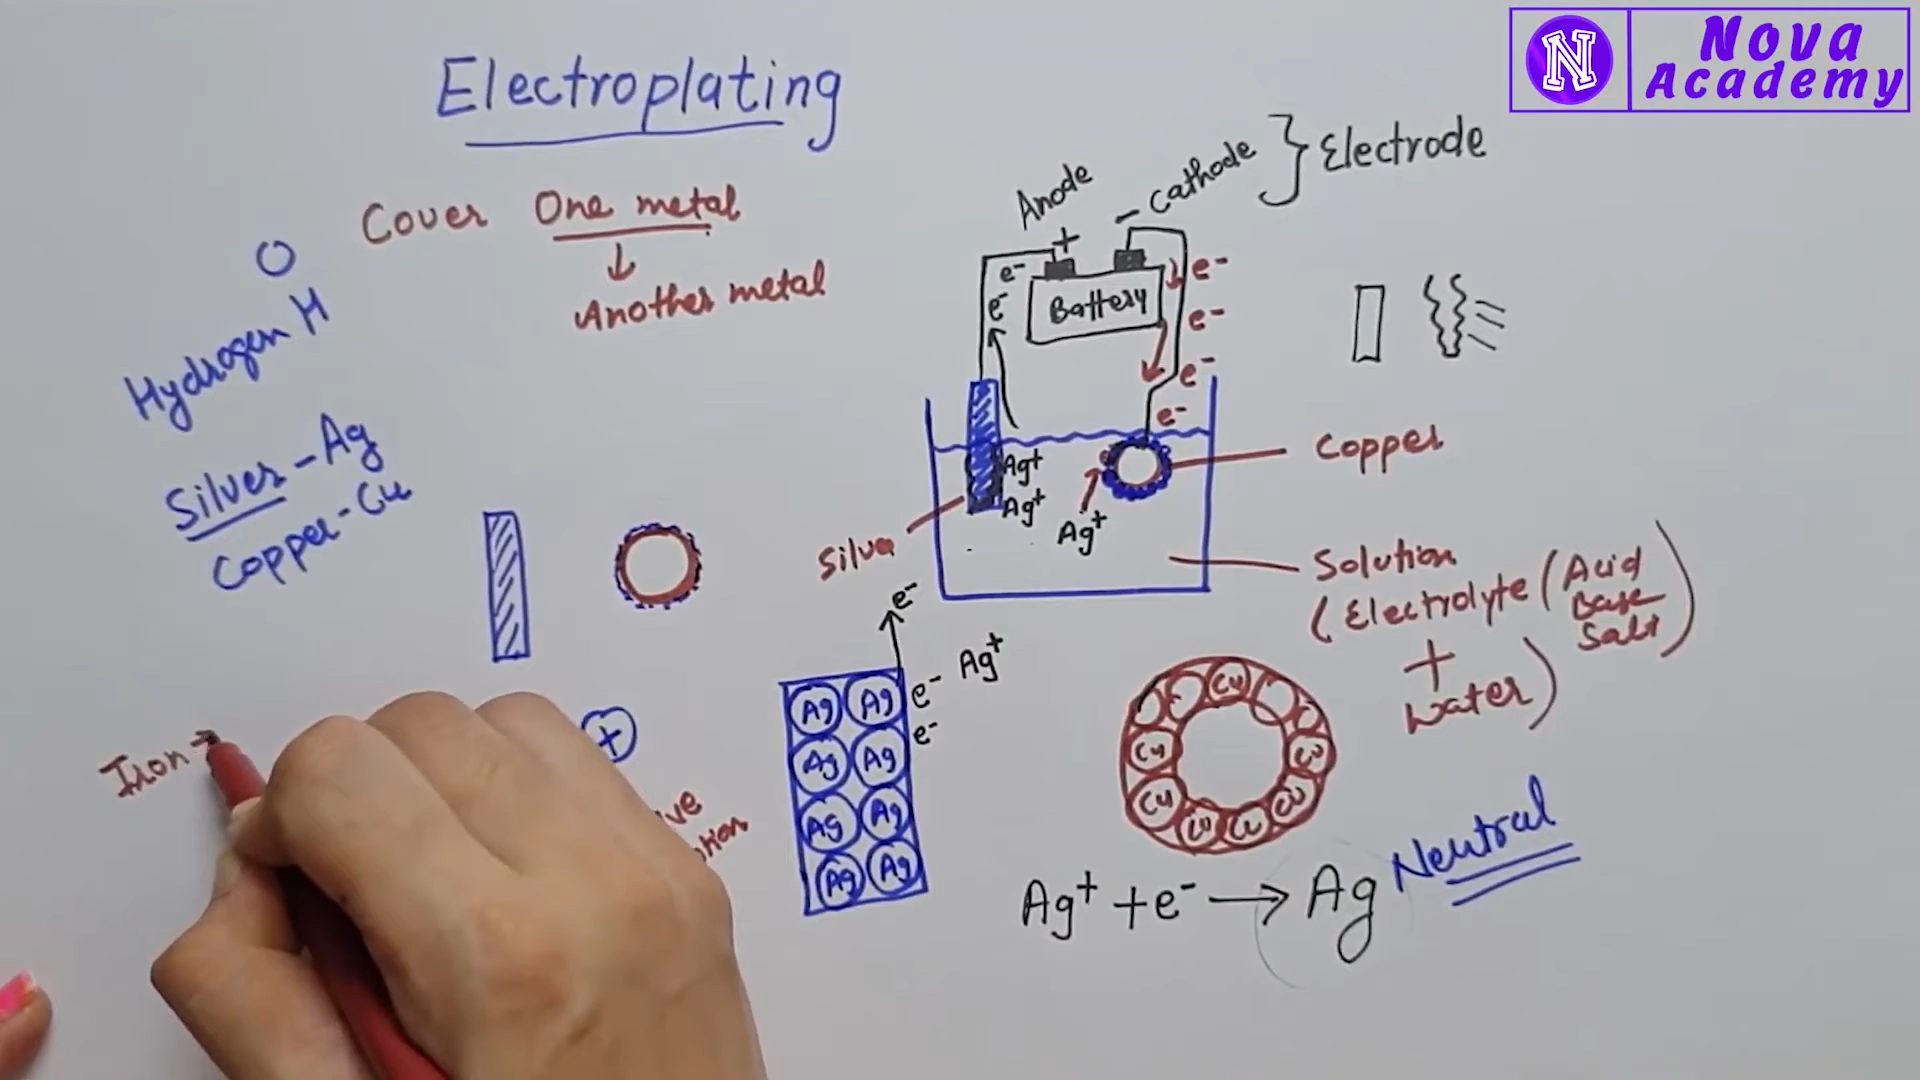 Nova
Academy
N
Electroplating
Cover One metal
Another metal
Hydrogen H
Silver - Ag
Copper - Cu
Iron
Anode
+
- Cathode
Electrode
e-
e-
Battery
e-
e-
e-
e-
Ag+
Ag+
Ag+
Copper
Silver
Solution
(Electrolyte (Acid
Base
Salt)
+
water)
e-
e- Ag+
e-
Ag Ag
Ag Ag
Ag Ag
Ag Ag
+
Cu
Cu
Cu
Cu
Cu
Ag+ + e- → Ag Neutral